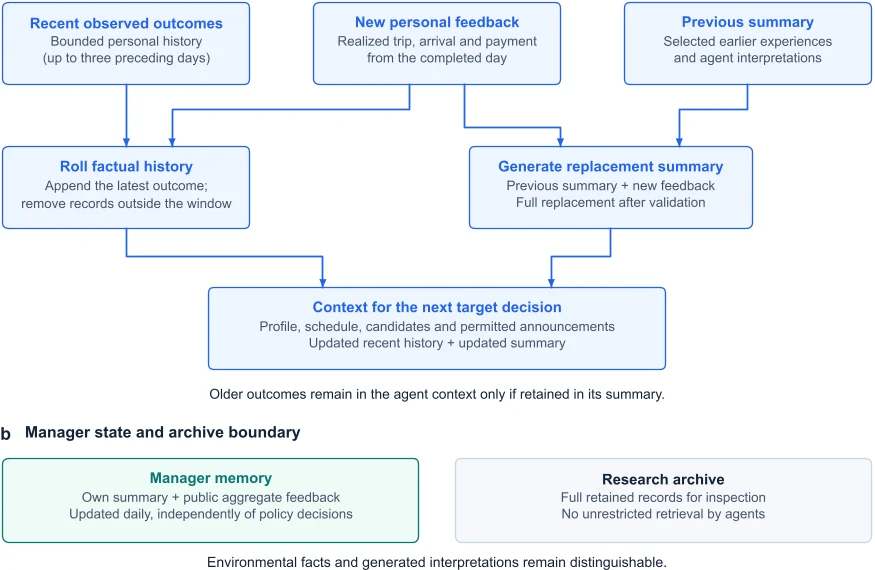 Recent observed outcomes
Bounded personal history
(up to three preceding days)
New personal feedback
Realized trip, arrival and payment
from the completed day
Previous summary
Selected earlier experiences
and agent interpretations
Roll factual history
Append the latest outcome;
remove records outside the window
Generate replacement summary
Previous summary + new feedback
Full replacement after validation
Context for the next target decision
Profile, schedule, candidates and permitted announcements
Updated recent history + updated summary
Older outcomes remain in the agent context only if retained in its summary.
b Manager state and archive boundary
Manager memory
Own summary + public aggregate feedback
Updated daily, independently of policy decisions
Research archive
Full retained records for inspection
No unrestricted retrieval by agents
Environmental facts and generated interpretations remain distinguishable.